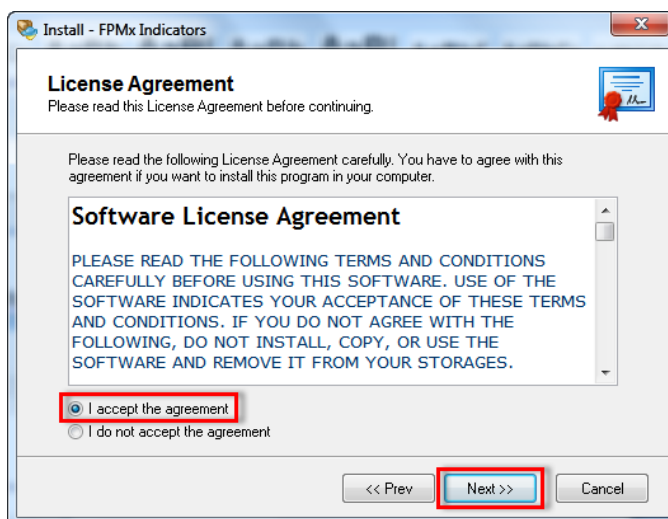 Install - FPMx Indicators
License Agreement
Please read this License Agreement before continuing.
Please read the following License Agreement carefully. You have to agree with this
agreement if you want to install this program in your computer.
Software License Agreement
PLEASE READ THE FOLLOWING TERMS AND CONDITIONS
CAREFULLY BEFORE USING THIS SOFTWARE. USE OF THE
SOFTWARE INDICATES YOUR ACCEPTANCE OF THESE TERMS
AND CONDITIONS. IF YOU DO NOT AGREE WITH THE
FOLLOWING, DO NOT INSTALL, COPY, OR USE THE
SOFTWARE AND REMOVE IT FROM YOUR STORAGES.
I accept the agreement
I do not accept the agreement
<< Prev
Next >>
Cancel